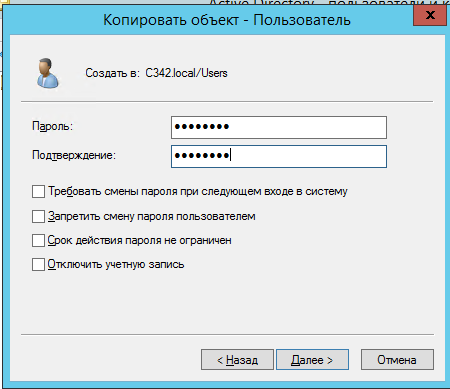 Active Directory - пользователи и к
Копировать объект - Пользователь
x
Создать в: C342.local/Users
Пароль: ●●●●●●●●
Подтверждение: ●●●●●●●●
Требовать смены пароля при следующем входе в систему
Запретить смену пароля пользователем
Срок действия пароля не ограничен
Отключить учетную запись
< Назад Далее > Отмена